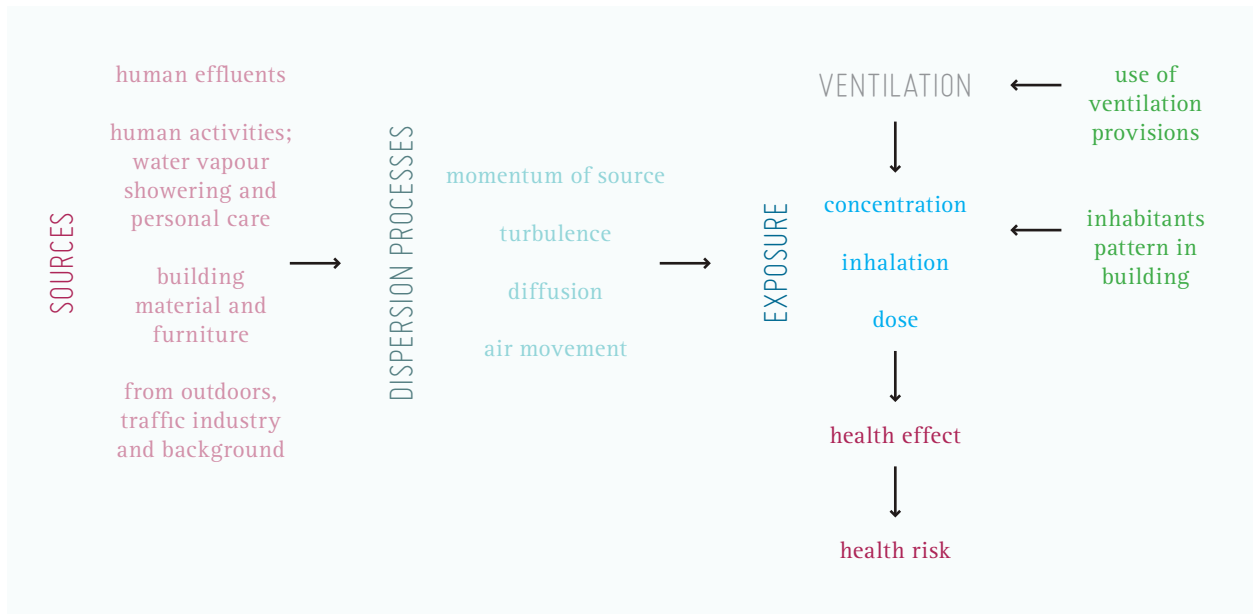 SOURCES
human effluents
human activities;
water vapour
showering and
personal care
building
material and
furniture
from outdoors,
traffic industry
and background
DISPERSION PROCESSES
momentum of source
turbulence
diffusion
air movement
EXPOSURE
VENTILATION
concentration
inhalation
dose
health effect
health risk
use of
ventilation
provisions
inhabitants
pattern in
building